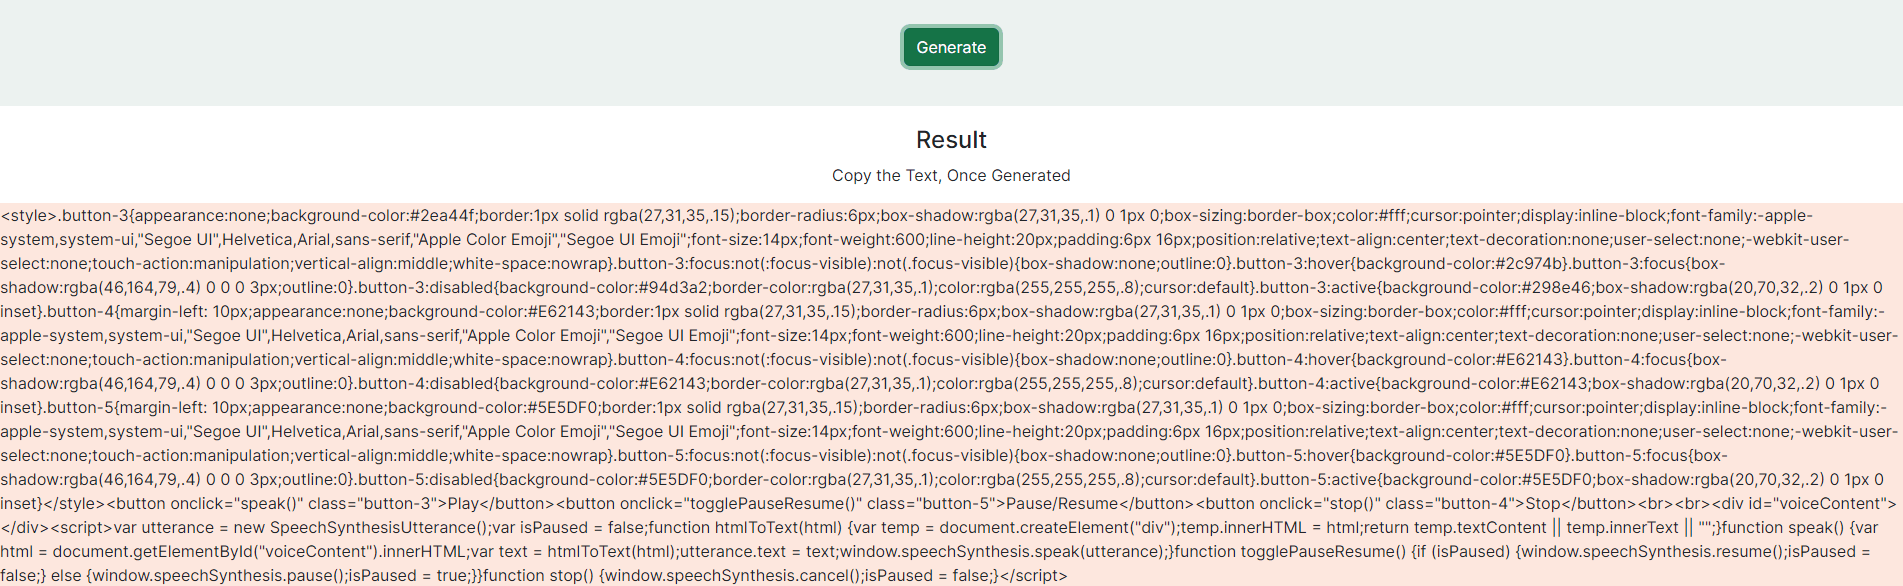 Generate
Result
Copy the Text, Once Generated
<style>.button-3{appearance:none;background-color:#2ea44f;border:1px solid rgba(27,31,35,.15);border-radius:6px;box-shadow:rgba(27,31,35,.1) 0 1px 0;box-sizing:border-box;color:#fff;cursor:pointer;display:inline-block;font-family:-apple-
system,system-ui,"Segoe UI",Helvetica,Arial,sans-serif,"Apple Color Emoji","Segoe UI Emoji";font-size:14px;font-weight:600;line-height:20px;padding:6px 16px;position:relative;text-align:center;text-decoration:none;user-select:none;-webkit-user-
select:none;touch-action:manipulation;vertical-align:middle;white-space:nowrap}.button-3:focus:not(:focus-visible):not(.focus-visible){box-shadow:none;outline:0}.button-3:hover{background-color:#2c974b}.button-3:focus{box-
shadow:rgba(46,164,79,.4) 0 0 0 3px;outline:0}.button-3:disabled{background-color:#94d3a2;border-color:rgba(27,31,35,.1);color:rgba(255,255,255,.8);cursor:default}.button-3:active{background-color:#298e46;box-shadow:rgba(20,70,32,.2) 0 1px 0
inset}.button-4{margin-left: 10px;appearance:none;background-color:#E62143;border:1px solid rgba(27,31,35,.15);border-radius:6px;box-shadow:rgba(27,31,35,.1) 0 1px 0;box-sizing:border-box;color:#fff;cursor:pointer;display:inline-block;font-family:-
apple-system,system-ui,"Segoe UI",Helvetica,Arial,sans-serif,"Apple Color Emoji","Segoe UI Emoji";font-size:14px;font-weight:600;line-height:20px;padding:6px 16px;position:relative;text-align:center;text-decoration:none;user-select:none;-webkit-user-
select:none;touch-action:manipulation;vertical-align:middle;white-space:nowrap}.button-4:focus:not(:focus-visible):not(.focus-visible){box-shadow:none;outline:0}.button-4:hover{background-color:#E62143}.button-4:focus{box-
shadow:rgba(46,164,79,.4) 0 0 0 3px;outline:0}.button-4:disabled{background-color:#E62143;border-color:rgba(27,31,35,.1);color:rgba(255,255,255,.8);cursor:default}.button-4:active{background-color:#E62143;box-shadow:rgba(20,70,32,.2) 0 1px 0
inset}.button-5{margin-left: 10px;appearance:none;background-color:#5E5DF0;border:1px solid rgba(27,31,35,.15);border-radius:6px;box-shadow:rgba(27,31,35,.1) 0 1px 0;box-sizing:border-box;color:#fff;cursor:pointer;display:inline-block;font-family:-
apple-system,system-ui,"Segoe UI",Helvetica,Arial,sans-serif,"Apple Color Emoji","Segoe UI Emoji";font-size:14px;font-weight:600;line-height:20px;padding:6px 16px;position:relative;text-align:center;text-decoration:none;user-select:none;-webkit-user-
select:none;touch-action:manipulation;vertical-align:middle;white-space:nowrap}.button-5:focus:not(:focus-visible):not(.focus-visible){box-shadow:none;outline:0}.button-5:hover{background-color:#5E5DF0}.button-5:focus{box-
shadow:rgba(46,164,79,.4) 0 0 0 3px;outline:0}.button-5:disabled{background-color:#5E5DF0;border-color:rgba(27,31,35,.1);color:rgba(255,255,255,.8);cursor:default}.button-5:active{background-color:#5E5DF0;box-shadow:rgba(20,70,32,.2) 0 1px 0
inset}</style><button onclick="speak()" class="button-3">Play</button><button onclick="togglePauseResume()" class="button-5">Pause/Resume</button><button onclick="stop()" class="button-4">Stop</button><br><br><div id="voiceContent">
</div><script>var utterance = new SpeechSynthesisUtterance();var isPaused = false;function htmlToText(html) {var temp = document.createElement("div");temp.innerHTML = html;return temp.textContent || temp.innerText || "";}function speak() {var
html = document.getElementById("voiceContent").innerHTML;var text = htmlToText(html);utterance.text = text;window.speechSynthesis.speak(utterance);}function togglePauseResume() {if (isPaused) {window.speechSynthesis.resume();isPaused =
false;} else {window.speechSynthesis.pause();isPaused = true;}}function stop() {window.speechSynthesis.cancel();isPaused = false;}</script>